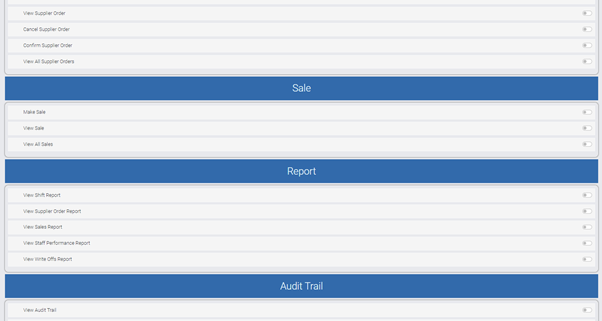 View Supplier Order
Cancel Supplier Order
Confirm Supplier Order
View All Supplier Orders
Sale
Make Sale
View Sale
View All Sales
Report
View Shift Report
View Supplier Order Report
View Sales Report
View Staff Performance Report
View Write Offs Report
Audit Trail
View Audit Trail